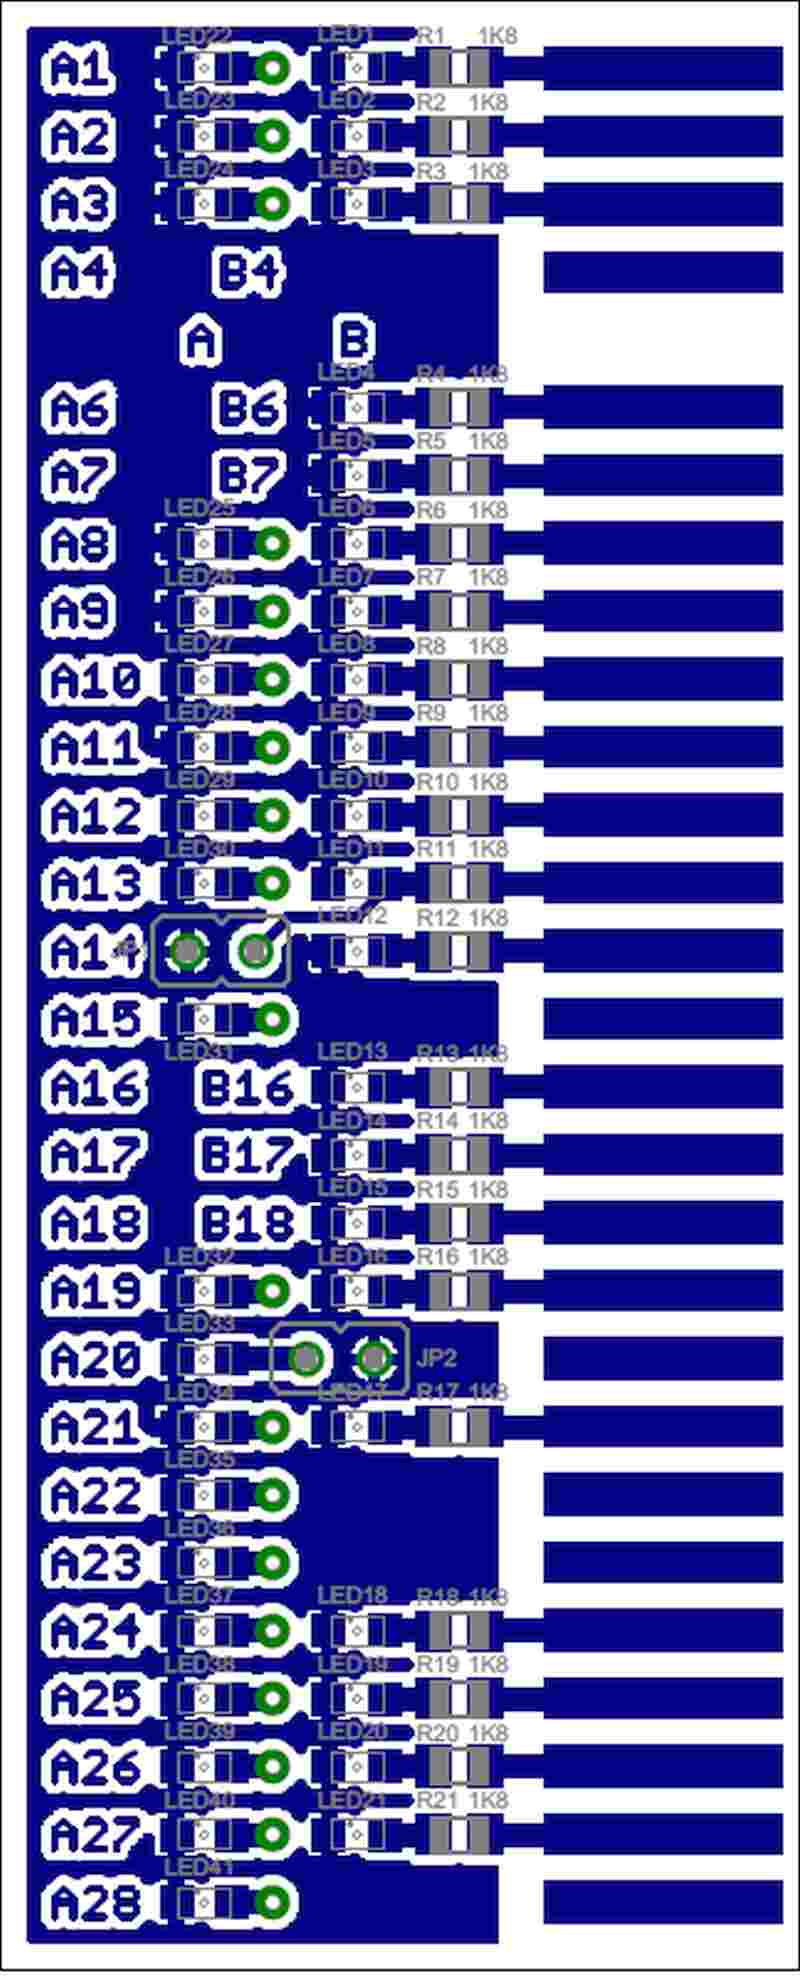 LED22 LED1 R1 1K8
A1
LED23 LED2 R2 1K8
A2
LED24 LED3 R3 1K8
A3
A4 B4
A B
LED4 R4 1K8
A6 B6
LED5 R5 1K8
A7 B7
LED25 LED6 R6 1K8
A8
LED26 LED7 R7 1K8
A9
LED27 LED8 R8 1K8
A10
LED28 LED9 R9 1K8
A11
LED29 LED10 R10 1K8
A12
LED30 LED11 R11 1K8
A13
LED12 R12 1K8
A14
A15
LED31 LED13 R13 1K8
A16 B16
LED14 R14 1K8
A17 B17
LED15 R15 1K8
A18 B18
LED32 LED16 R16 1K8
A19
LED33
A20 JP2
LED34 LED17 R17 1K8
A21
LED35
A22
LED36
A23
LED37 LED18 R18 1K8
A24
LED38 LED19 R19 1K8
A25
LED39 LED20 R20 1K8
A26
LED40 LED21 R21 1K8
A27
LED41
A28